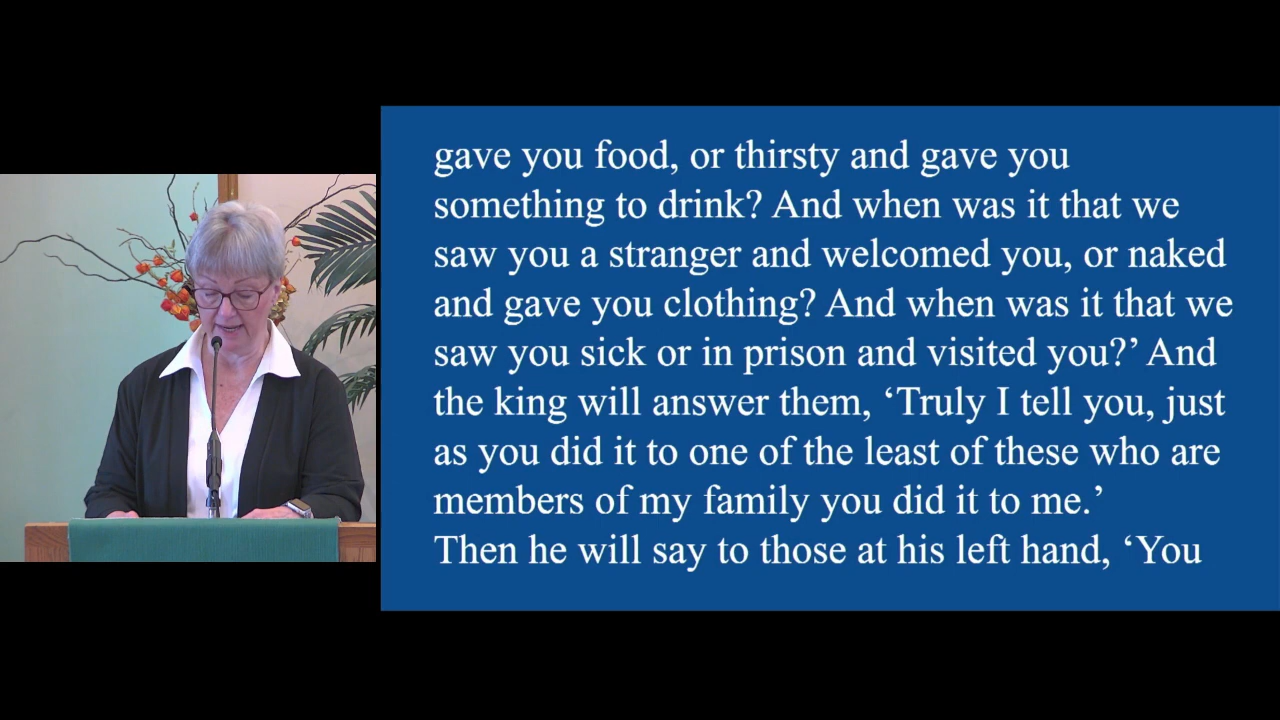 gave you food, or thirsty and gave you
something to drink? And when was it that we
saw you a stranger and welcomed you, or naked
and gave you clothing? And when was it that we
saw you sick or in prison and visited you?’ And
the king will answer them, ‘Truly I tell you, just
as you did it to one of the least of these who are
members of my family you did it to me.’
Then he will say to those at his left hand, ‘You